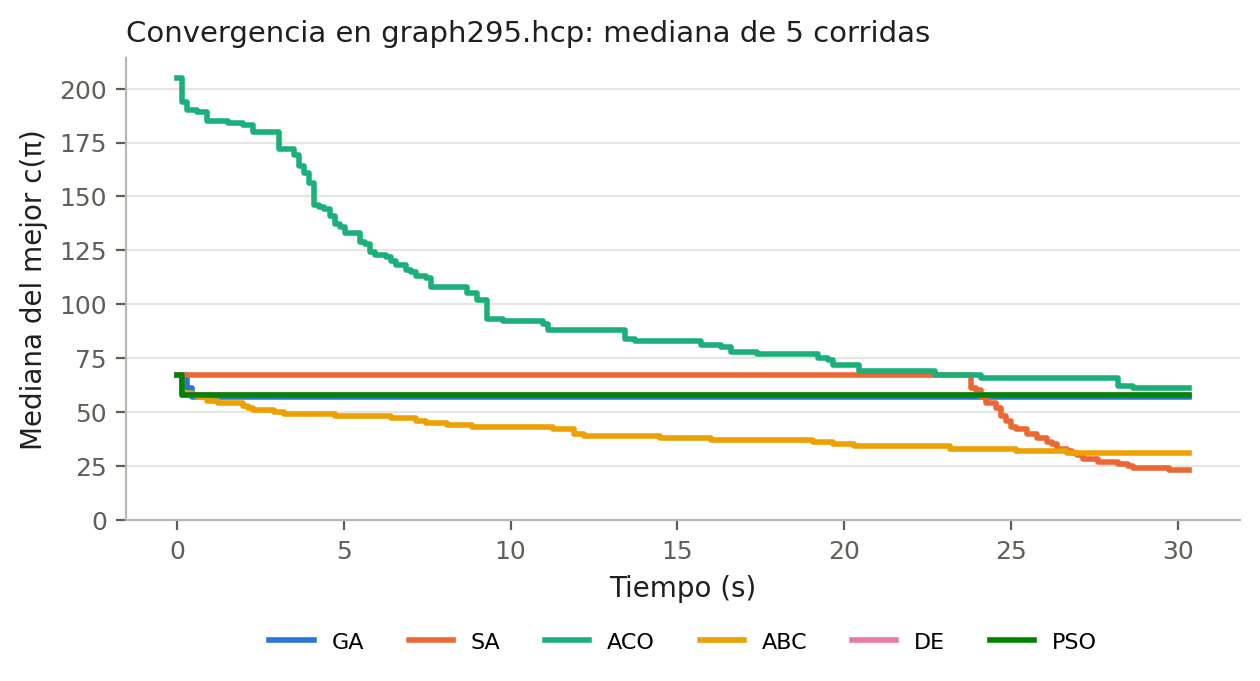 Convergencia en graph295.hcp: mediana de 5 corridas
Mediana del mejor c(π)
200
175
150
125
100
75
50
25
0
0 5 10 15 20 25 30
Tiempo (s)
GA SA ACO ABC DE PSO